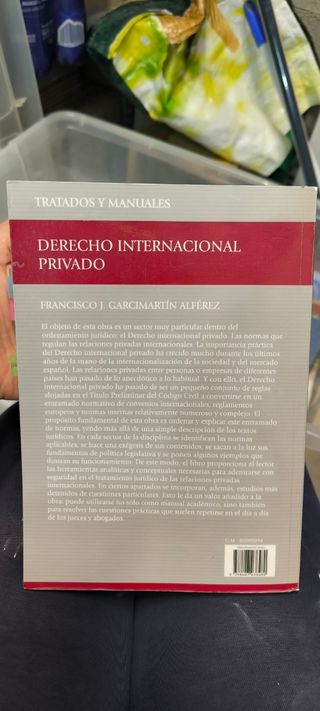 TRATADOS Y MANUALES
DERECHO INTERNACIONAL
PRIVADO
FRANCISCO J. GARCIMARTÍN ALFÉREZ
El objeto de esta obra es un sector muy particular dentro del
ordenamiento jurídico: el Derecho internacional privado. Las normas que
regulan las relaciones privadas internacionales. La importancia práctica
del Derecho internacional privado ha crecido mucho durante los últimos
años de la mano de la internacionalización de la sociedad y del mercado
español. Las relaciones privadas entre personas o empresas de diferentes
países han pasado de lo anecdótico a lo habitual. Y con ello, el Derecho
internacional privado ha pasado de ser un pequeño conjunto de reglas
alojadas en el Título Preliminar del Código Civil a convertirse en un
entramado normativo de convenios internacionales, reglamentos
europeos y normas internas relativamente numeroso y complejo. El
propósito fundamental de esta obra es ordenar y explicar este entramado
de normas, yendo más allá de una simple descripción de los textos
jurídicos. En cada sector de la disciplina se identifican las normas
aplicables, se hace una exégesis de sus contenidos, se sacan a la luz sus
fundamentos de política legislativa y se ponen algunos ejemplos que
ilustran su funcionamiento. De este modo, el libro proporciona al lector
las herramientas analíticas y conceptuales necesarias para adentrarse con
seguridad en el tratamiento jurídico de las relaciones privadas
internacionales. En ciertos apartados se incorporan, además, estudios más
detenidos de cuestiones particulares. Esto le da un valor añadido a la
obra: puede utilizarse no sólo como manual académico, sino también
para resolver las cuestiones prácticas que suelen repetirse en el día a día
de los jueces y abogados.